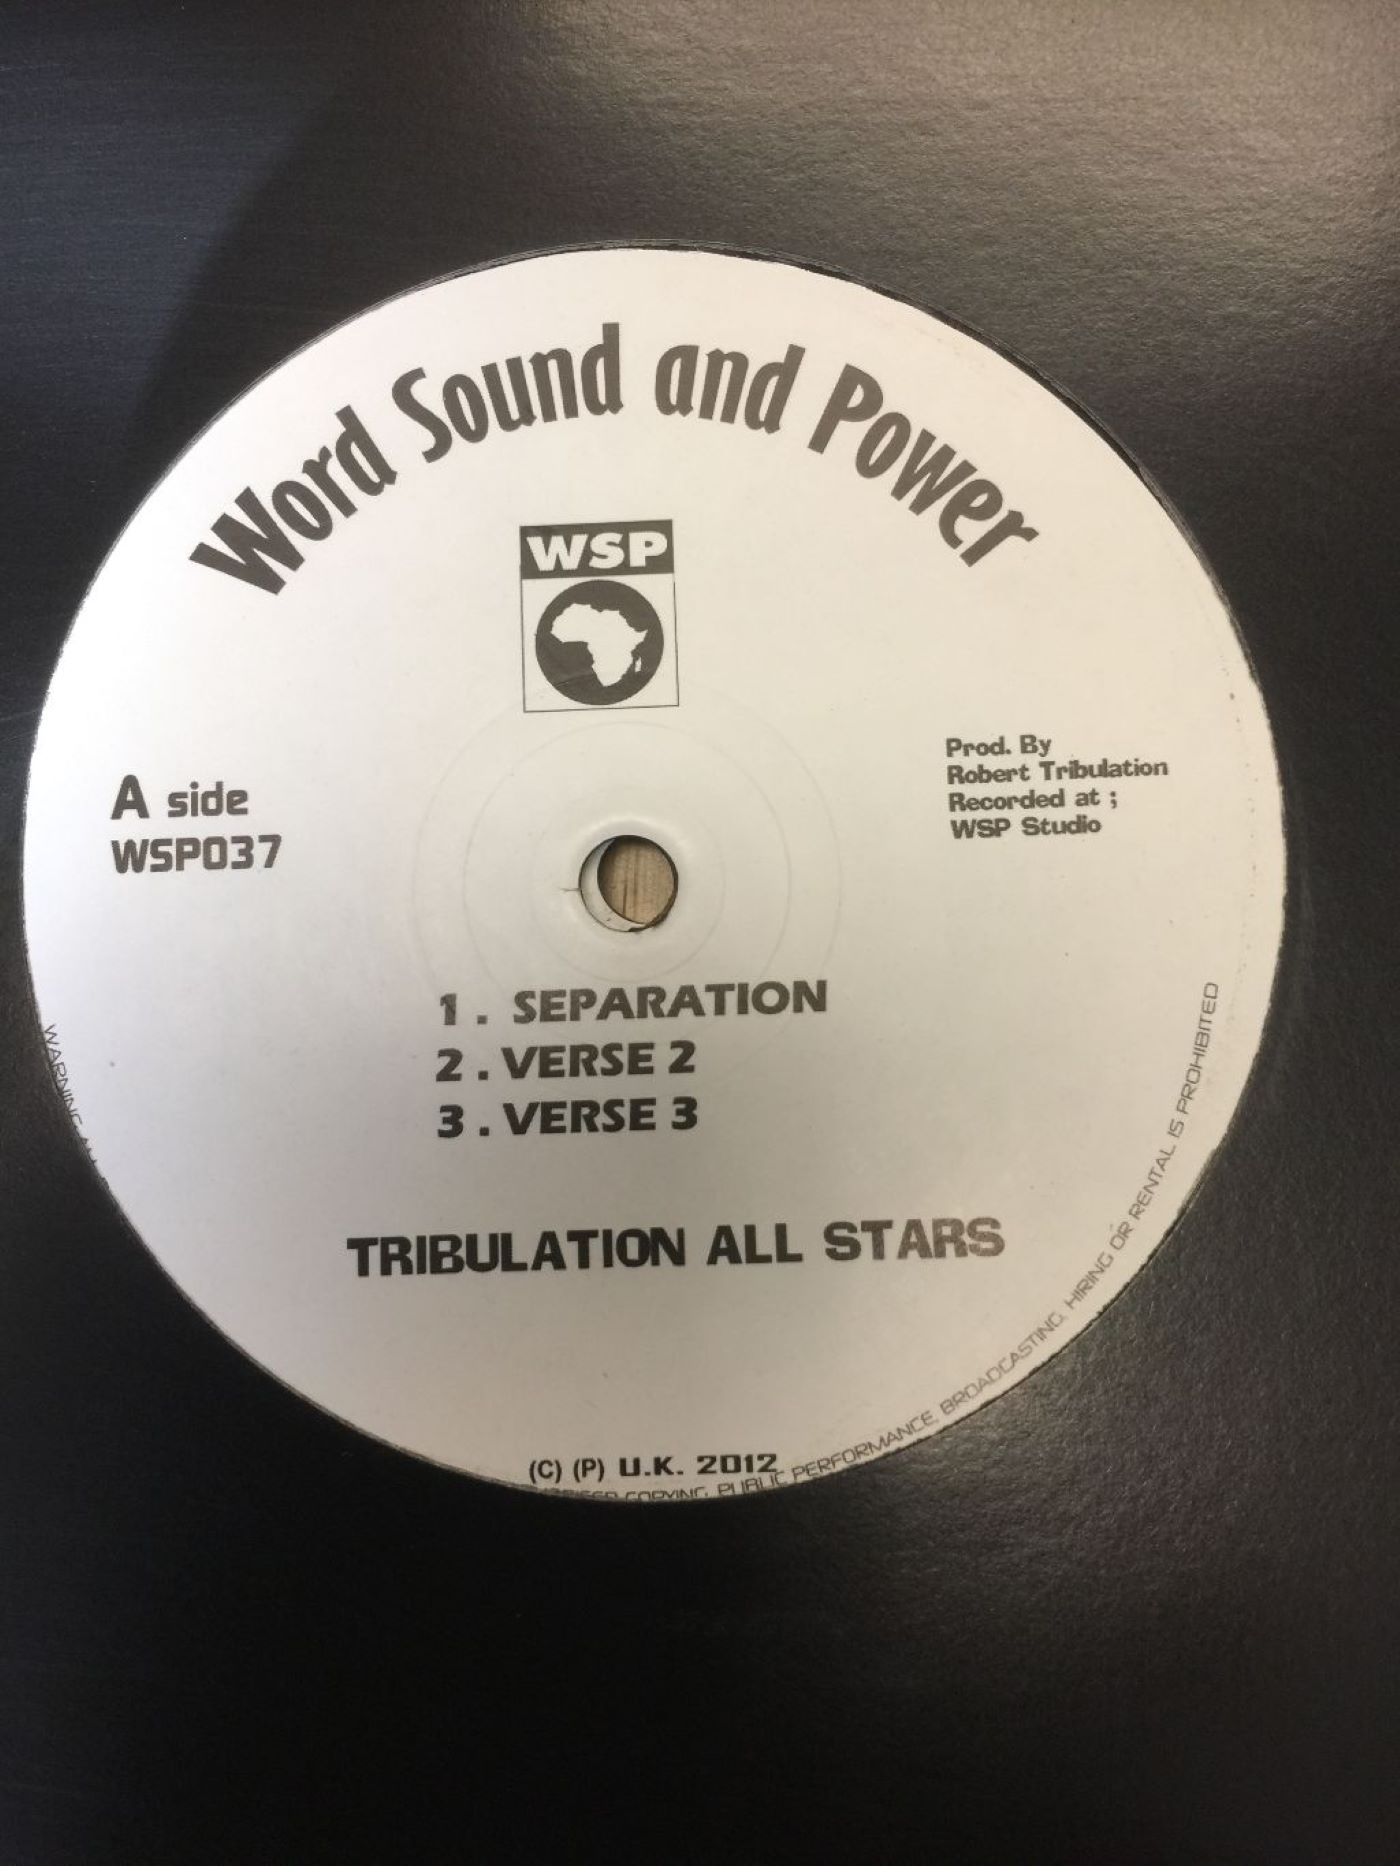 Word Sound and Power
WSP
A side
WSP037
Prod. By
Robert Tribulation
Recorded at ;
WSP Studio
1 . SEPARATION
2 . VERSE 2
3 . VERSE 3
TRIBULATION ALL STARS
(C) (P) U.K. 2012
WARNING COPYING, PUBLIC PERFORMANCE, BROADCASTING, HIRING OR RENTAL IS PROHIBITED